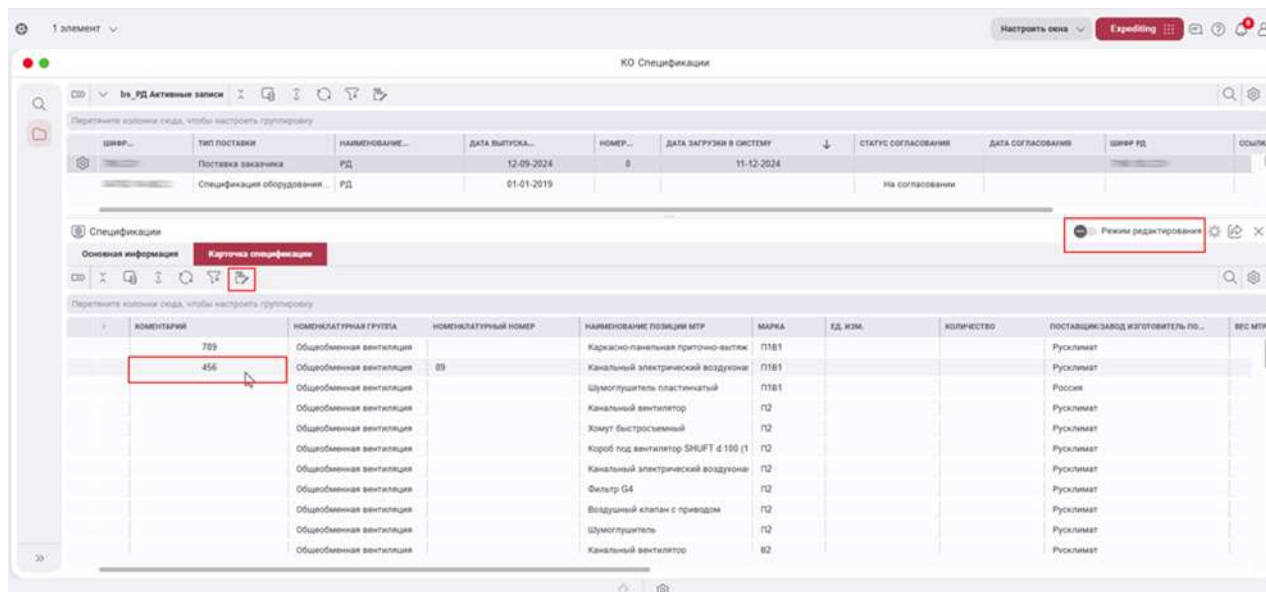 1 элемент
Настроить окна Expediting 8
КО Спецификации
bs_РД Активные записи
Перетяните колонки сюда, чтобы настроить группировку
ШИФР... ТИП ПОСТАВКИ НАИМЕНОВАНИЕ... ДАТА ВЫПУСКА... НОМЕР... ДАТА ЗАГРУЗКИ В СИСТЕМУ СТАТУС СОГЛАСОВАНИЯ ДАТА СОГЛАСОВАНИЯ ШИФР РД ССЫЛК
Поставка заказчика РД 12-09-2024 0 11-12-2024
Спецификация оборудования... РД 01-01-2019 На согласовании
Спецификации Режим редактирования
Основная информация Карточка спецификации
Перетяните колонки сюда, чтобы настроить группировку
КОМЕНТАРИЙ НОМЕНКЛАТУРНАЯ ГРУППА НОМЕНКЛАТУРНЫЙ НОМЕР НАИМЕНОВАНИЕ ПОЗИЦИИ МТР МАРКА ЕД. ИЗМ. КОЛИЧЕСТВО ПОСТАВЩИК/ЗАВОД ИЗГОТОВИТЕЛЬ ПО... ВЕС МТР
789 Общеобменная вентиляция Каркасно-панельная приточно-вытяж П1В1 Русклимат
456 Общеобменная вентиляция 89 Канальный электрический воздухонаг П1В1 Русклимат
Общеобменная вентиляция Шумоглушитель пластинчатый П1В1 Россия
Общеобменная вентиляция Канальный вентилятор П2 Русклимат
Общеобменная вентиляция Хомут быстросъемный П2 Русклимат
Общеобменная вентиляция Короб под вентилятор SHUFT d.100 (1 П2 Русклимат
Общеобменная вентиляция Канальный электрический воздухонаг П2 Русклимат
Общеобменная вентиляция Фильтр G4 П2 Русклимат
Общеобменная вентиляция Воздушный клапан с приводом П2 Русклимат
Общеобменная вентиляция Шумоглушитель П2 Русклимат
Общеобменная вентиляция Канальный вентилятор В2 Русклимат